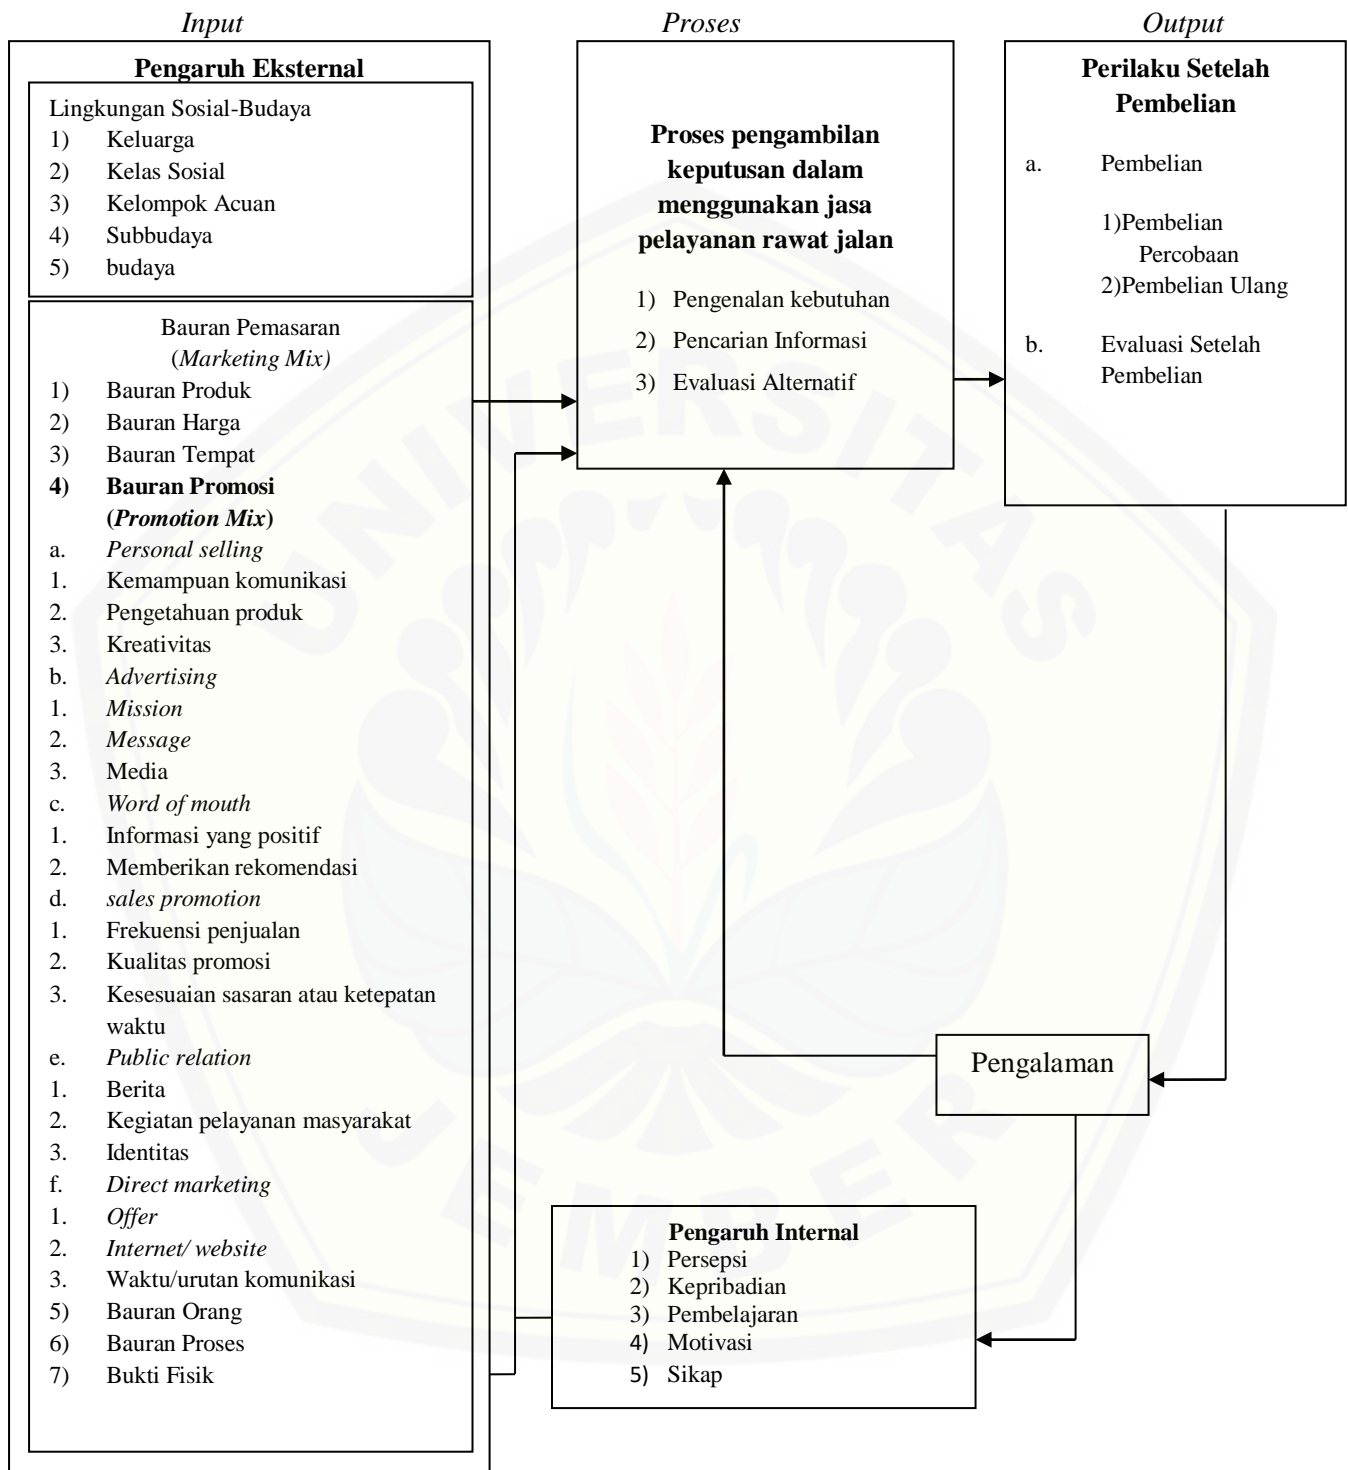 Input
Pengaruh Eksternal
Lingkungan Sosial-Budaya
1) Keluarga
2) Kelas Sosial
3) Kelompok Acuan
4) Subbudaya
5) budaya
Bauran Pemasaran
(Marketing Mix)
1) Bauran Produk
2) Bauran Harga
3) Bauran Tempat
4) Bauran Promosi
(Promotion Mix)
a. Personal selling
1. Kemampuan komunikasi
2. Pengetahuan produk
3. Kreativitas
b. Advertising
1. Mission
2. Message
3. Media
c. Word of mouth
1. Informasi yang positif
2. Memberikan rekomendasi
d. sales promotion
1. Frekuensi penjualan
2. Kualitas promosi
3. Kesesuaian sasaran atau ketepatan
waktu
e. Public relation
1. Berita
2. Kegiatan pelayanan masyarakat
3. Identitas
f. Direct marketing
1. Offer
2. Internet/ website
3. Waktu/urutan komunikasi
5) Bauran Orang
6) Bauran Proses
7) Bukti Fisik
Proses
Proses pengambilan
keputusan dalam
menggunakan jasa
pelayanan rawat jalan
1) Pengenalan kebutuhan
2) Pencarian Informasi
3) Evaluasi Alternatif
Output
Perilaku Setelah
Pembelian
a. Pembelian
1)Pembelian
Percobaan
2)Pembelian Ulang
b. Evaluasi Setelah
Pembelian
Pengalaman
Pengaruh Internal
1) Persepsi
2) Kepribadian
3) Pembelajaran
4) Motivasi
5) Sikap
UNIVERSITAS
JEMBER